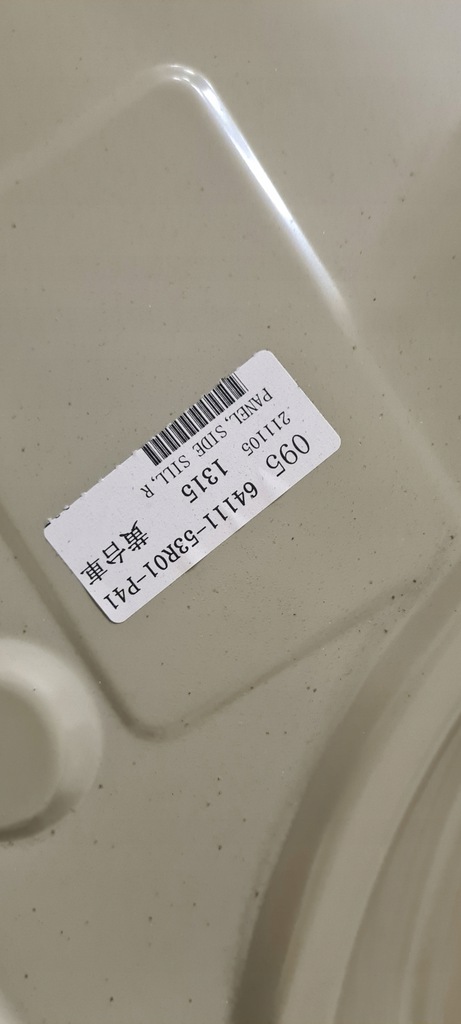 095 64111-53R01-P41
211105 1315 黄台車
PANEL, SIDE SILL,R